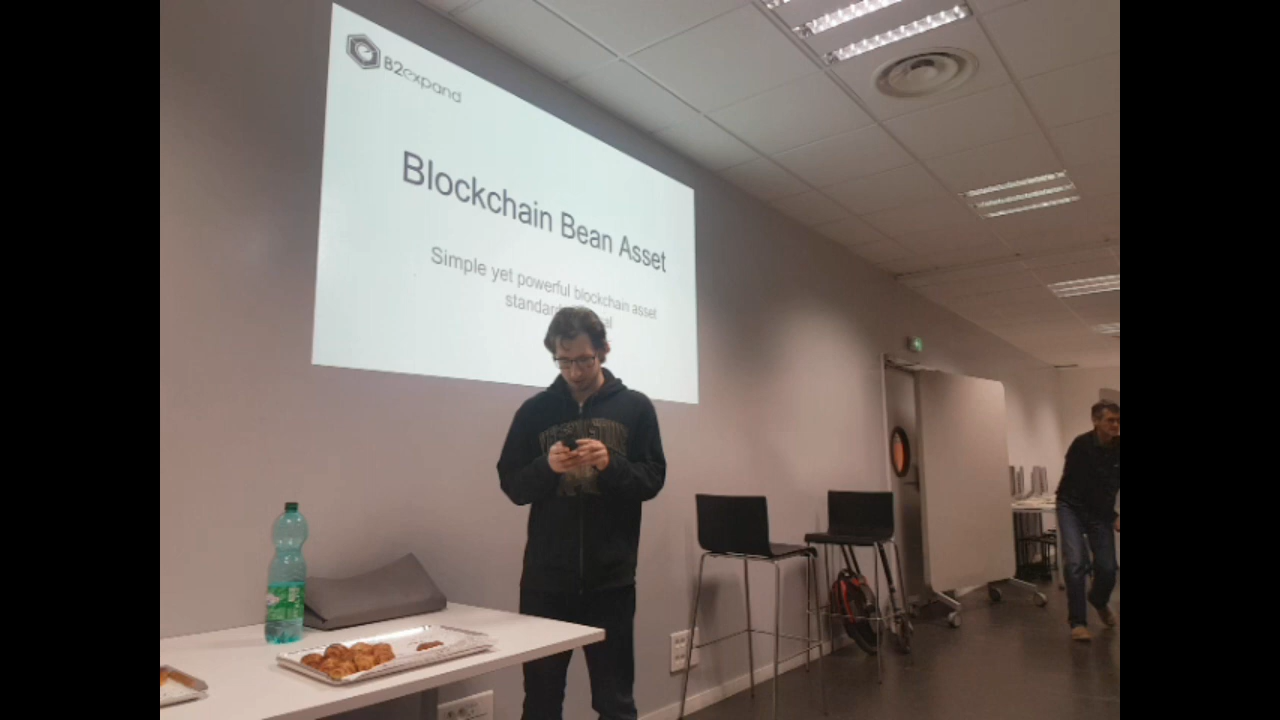 B2expand
Blockchain Bean Asset
Simple yet powerful blockchain asset